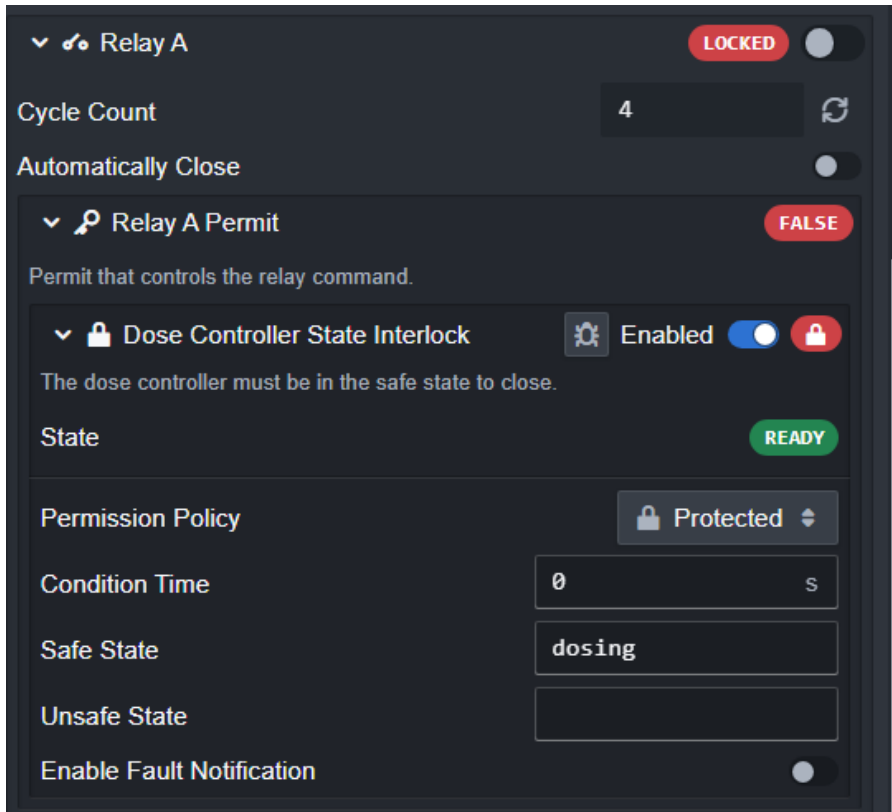 Relay A LOCKED
Cycle Count 4
Automatically Close
Relay A Permit FALSE
Permit that controls the relay command.
Dose Controller State Interlock Enabled
The dose controller must be in the safe state to close.
State READY
Permission Policy Protected
Condition Time 0 s
Safe State dosing
Unsafe State
Enable Fault Notification